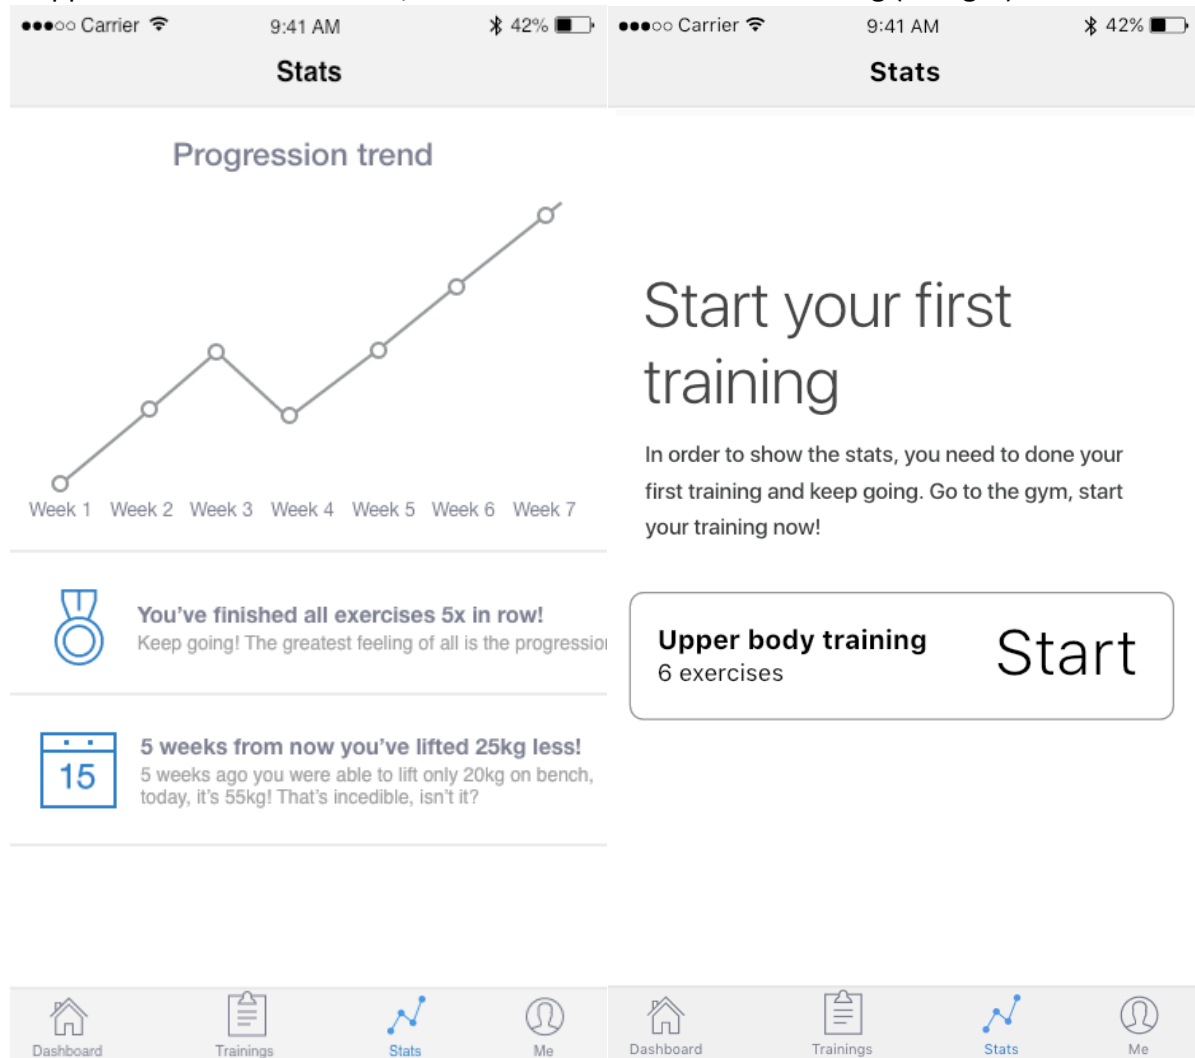 Carrier 9:41 AM 42%
Stats
Progression trend
Week 1 Week 2 Week 3 Week 4 Week 5 Week 6 Week 7
You've finished all exercises 5x in row!
Keep going! The greatest feeling of all is the
15
5 weeks from now you've lifted 25kg less!
5 weeks ago you were able to lift only 20kg on bench,
today, it's 55kg! That's incedible, isn't it?
Dashboard Trainings Stats Me
Carrier 9:41 AM 42%
Stats
Start your first
training
In order to show the stats, you need to done your
first training and keep going. Go to the gym, start
your training now!
Upper body training
6 exercises
Start
Dashboard Trainings Stats Me